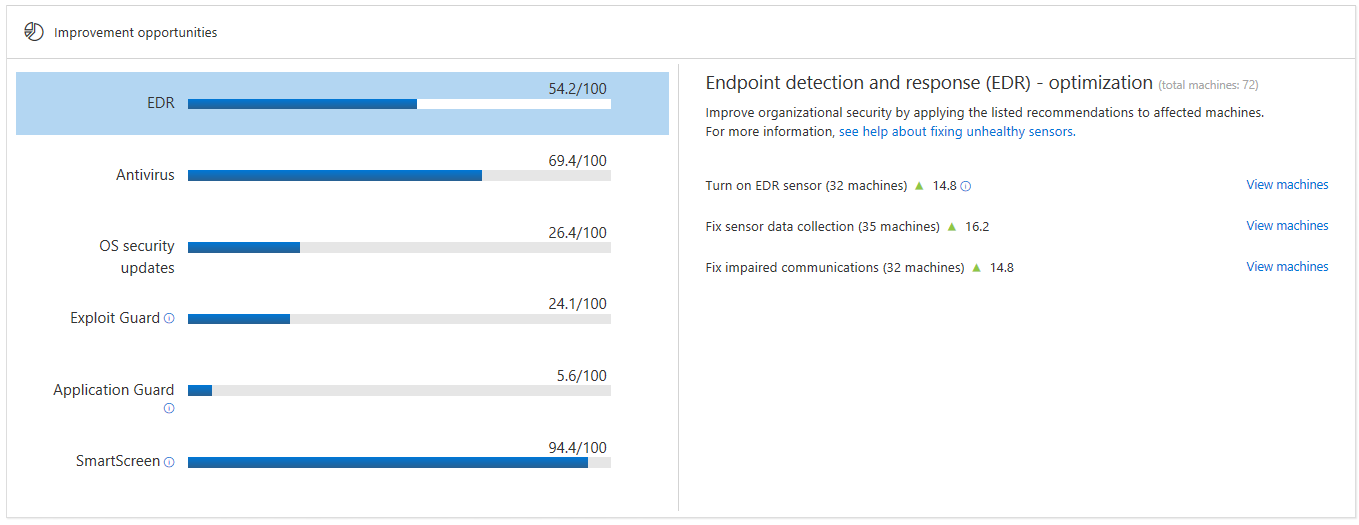 Improvement opportunities
EDR
54.2/100
Antivirus
69.4/100
OS security
updates
26.4/100
Exploit Guard
24.1/100
Application Guard
5.6/100
SmartScreen
94.4/100
Endpoint detection and response (EDR) - optimization (total machines: 72)
Improve organizational security by applying the listed recommendations to affected machines.
For more information, see help about fixing unhealthy sensors.
Turn on EDR sensor (32 machines) ▲ 14.8 View machines
Fix sensor data collection (35 machines) ▲ 16.2 View machines
Fix impaired communications (32 machines) ▲ 14.8 View machines